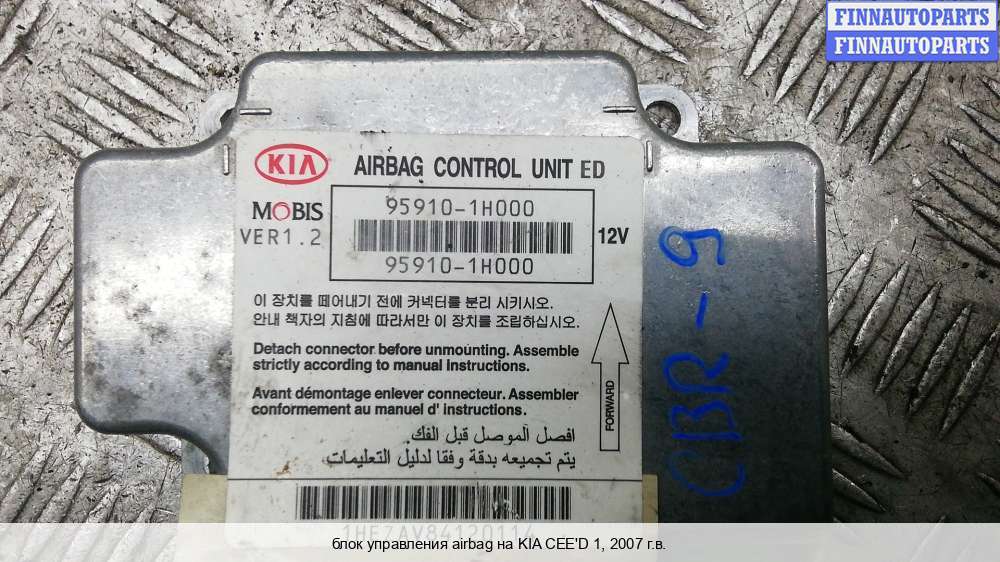 FINNAUTOPARTS
FINNAUTOPARTS
KIA
AIRBAG CONTROL UNIT ED
MOBIS
VER1.2
95910-1H000
95910-1H000
12V
이 장치를 떼어내기 전에 커넥터를 분리 시키시오.
안내 책자의 지침에 따라서만 이 장치를 조립하십시오.
Detach connector before unmounting. Assemble
strictly according to manual Instructions.
Avant démontage enlever connecteur. Assembler
conformement au manuel d' instructions.
افصل الموصل قبل الفك.
يتم تجميعه بدقة وفقا لدليل التعليمات.
FORWARD
CBR-9
1HFZAV84120114
блок управления airbag на KIA CEE'D 1, 2007 г.в.